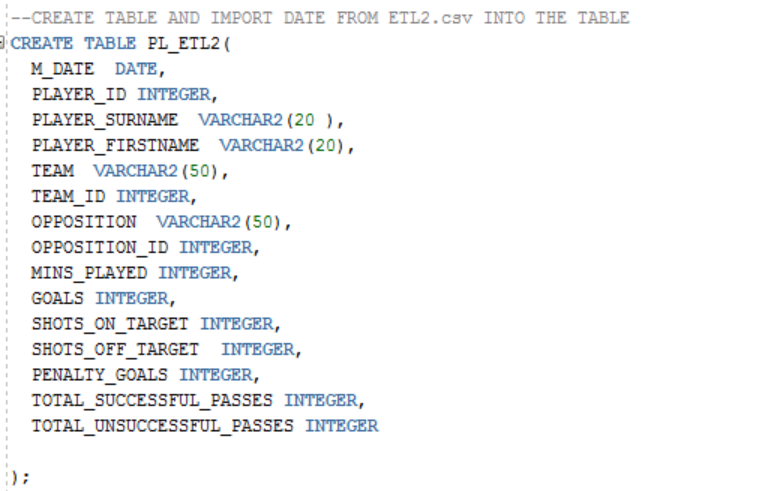 --CREATE TABLE AND IMPORT DATE FROM ETL2.csv INTO THE TABLE
CREATE TABLE PL_ETL2(
M_DATE  DATE,
PLAYER_ID INTEGER,
PLAYER_SURNAME  VARCHAR2(20 ),
PLAYER_FIRSTNAME  VARCHAR2(20),
TEAM  VARCHAR2(50),
TEAM_ID INTEGER,
OPPOSITION  VARCHAR2(50),
OPPOSITION_ID INTEGER,
MINS_PLAYED INTEGER,
GOALS INTEGER,
SHOTS_ON_TARGET INTEGER,
SHOTS_OFF_TARGET  INTEGER,
PENALTY_GOALS INTEGER,
TOTAL_SUCCESSFUL_PASSES INTEGER,
TOTAL_UNSUCCESSFUL_PASSES INTEGER
);